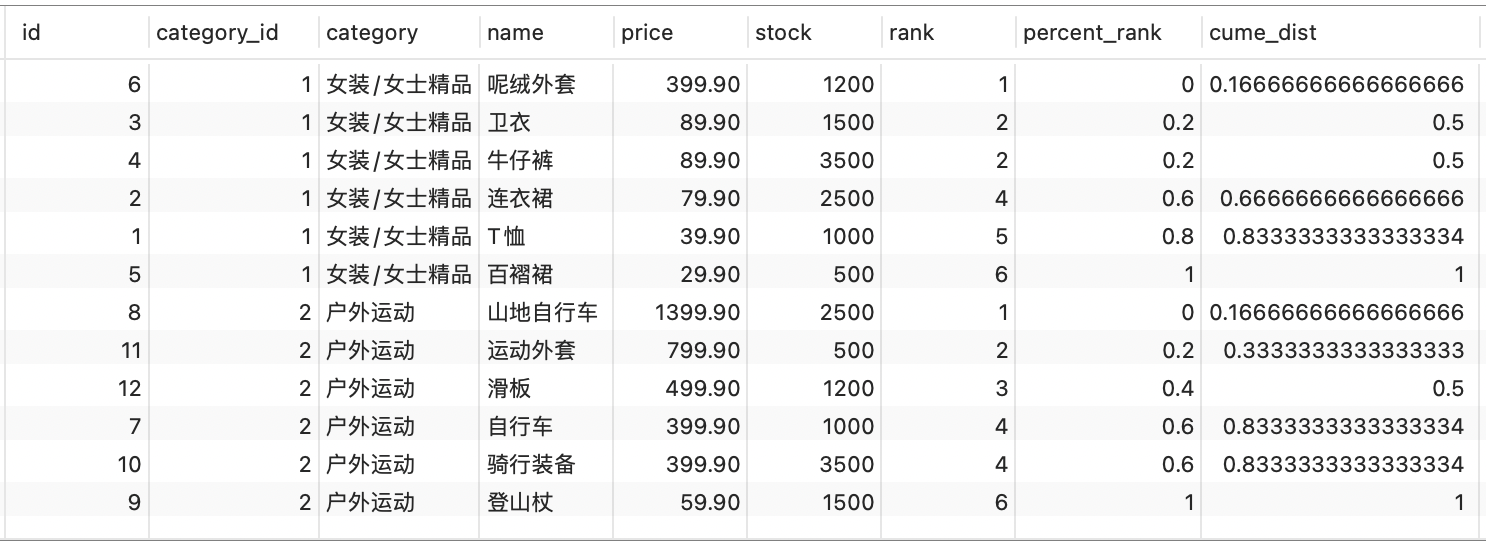 id category_id category name price stock rank percent_rank cume_dist
6 1 女装/女士精品 呢绒外套 399.90 1200 1 0 0.16666666666666666
3 1 女装/女士精品 卫衣 89.90 1500 2 0.2 0.5
4 1 女装/女士精品 牛仔裤 89.90 3500 2 0.2 0.5
2 1 女装/女士精品 连衣裙 79.90 2500 4 0.6 0.6666666666666666
1 1 女装/女士精品 T恤 39.90 1000 5 0.8 0.8333333333333334
5 1 女装/女士精品 百褶裙 29.90 500 6 1 1
8 2 户外运动 山地自行车 1399.90 2500 1 0 0.16666666666666666
11 2 户外运动 运动外套 799.90 500 2 0.2 0.3333333333333333
12 2 户外运动 滑板 499.90 1200 3 0.4 0.5
7 2 户外运动 自行车 399.90 1000 4 0.6 0.8333333333333334
10 2 户外运动 骑行装备 399.90 3500 4 0.6 0.8333333333333334
9 2 户外运动 登山杖 59.90 1500 6 1 1